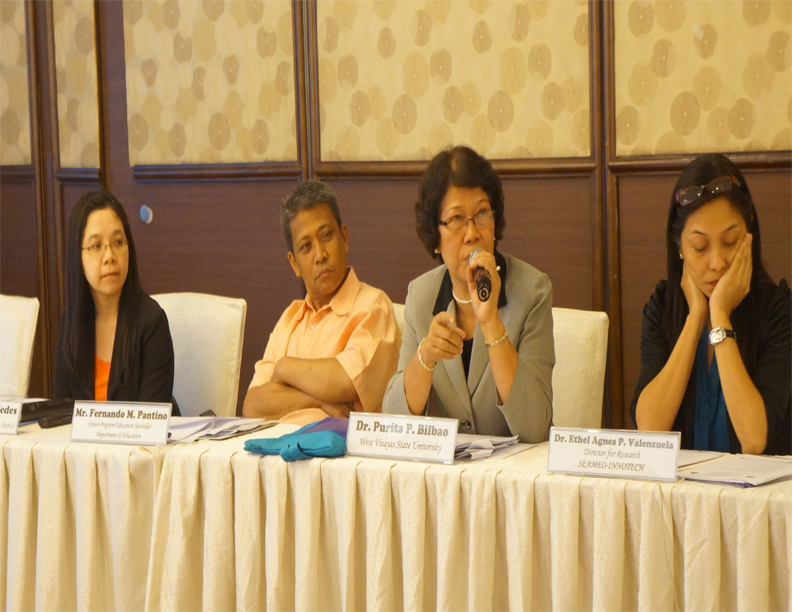 edes
Mr. Fernando M. Pantino
Senior Program Education Specialist
Department of Education
Dr. Purita P. Bilbao
West Visayas State University
Dr. Ethel Agnes P. Valenzuela
Director for Research
SEAMEO-INNOTECH